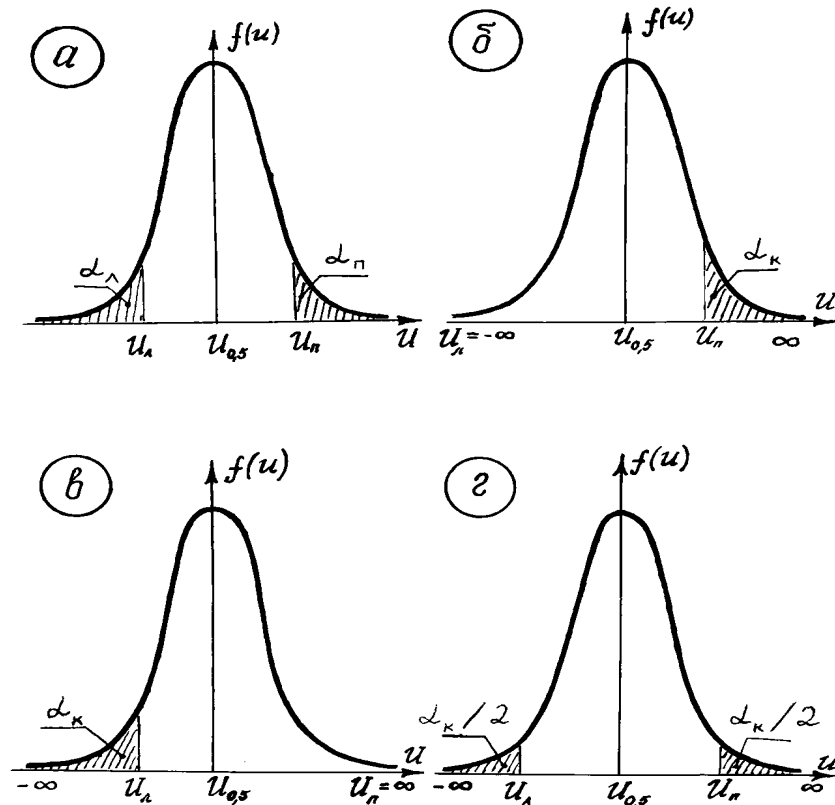 а
f(u)
α_л
α_п
u_л
u_0,5
u_п
u
б
f(u)
α_к
u_л=-∞
u_0,5
u_п
∞
u
в
f(u)
α_к
-∞
u_л
u_0,5
u_п=∞
u
г
f(u)
α_к/2
α_к/2
-∞
u_л
u_0,5
u_п
∞
u